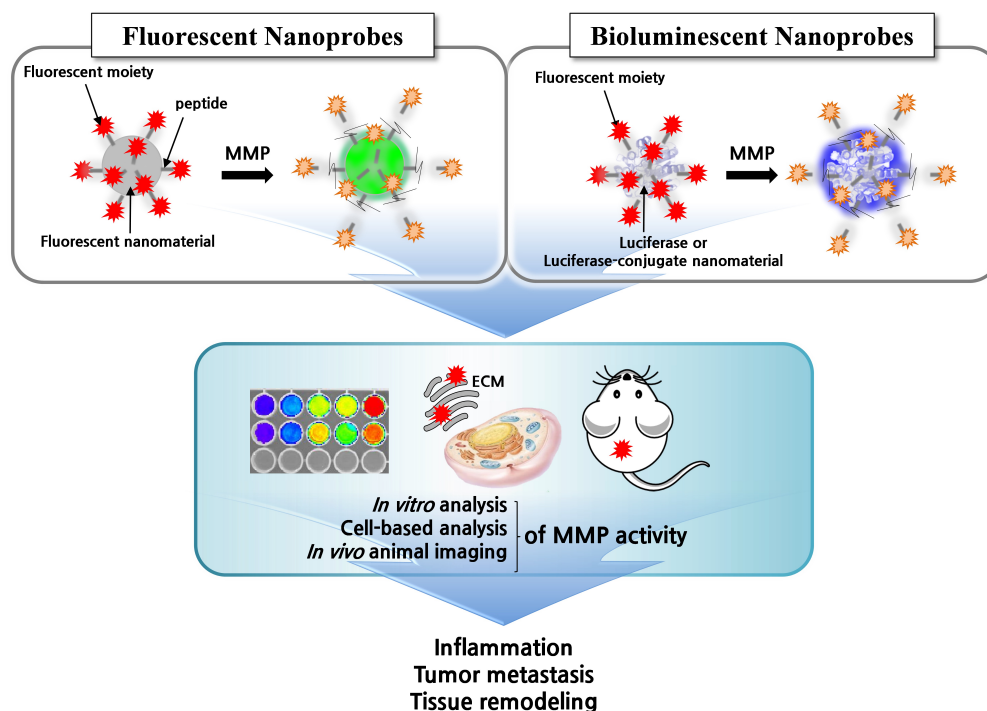 Fluorescent Nanoprobes
Fluorescent moiety
peptide
MMP
Fluorescent nanomaterial
Bioluminescent Nanoprobes
Fluorescent moiety
MMP
Luciferase or
Luciferase-conjugate nanomaterial
ECM
In vitro analysis
Cell-based analysis
In vivo animal imaging
of MMP activity
Inflammation
Tumor metastasis
Tissue remodeling